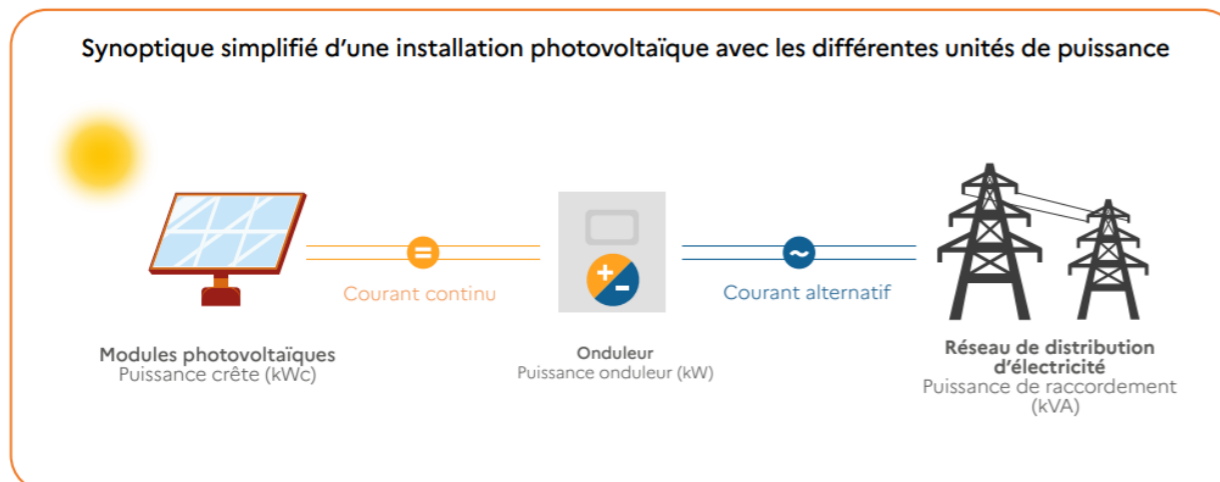 Synoptique simplifié d’une installation photovoltaïque avec les différentes unités de puissance
=
~
+
-
Courant continu
Courant alternatif
Modules photovoltaïques
Puissance crête (kWc)
Onduleur
Puissance onduleur (kW)
Réseau de distribution
d’électricité
Puissance de raccordement
(kVA)